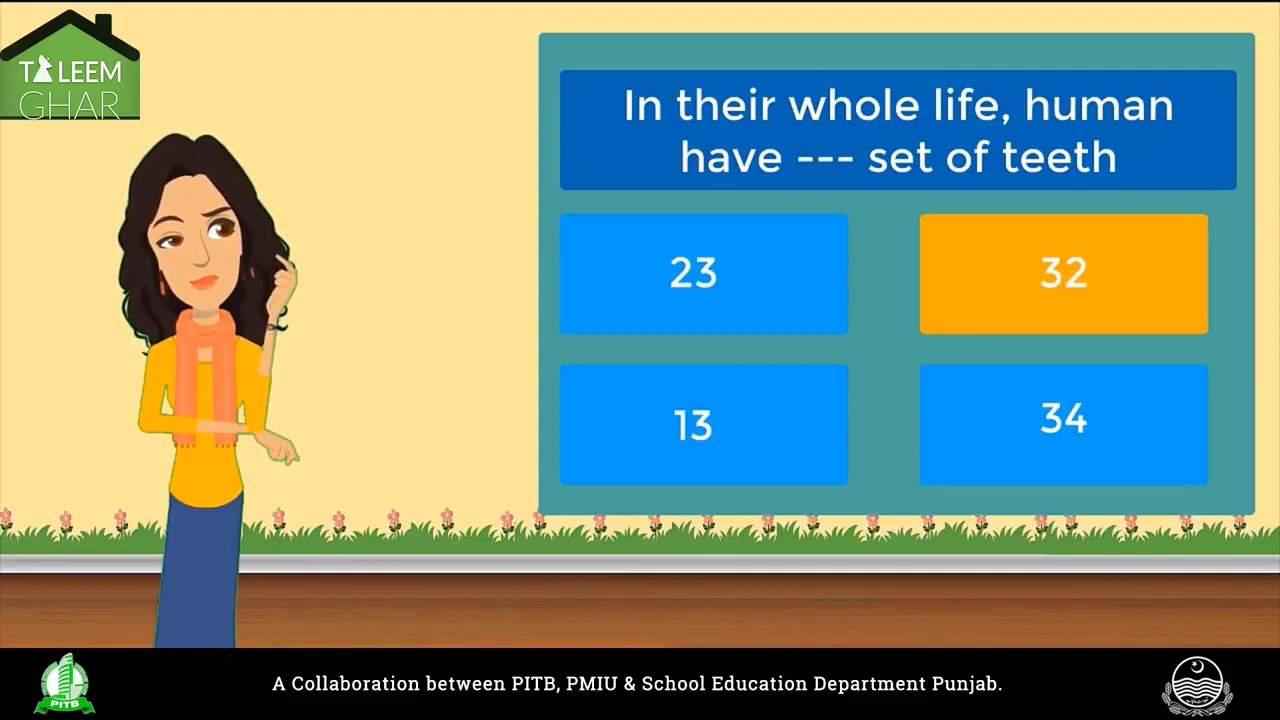 TALEEM
GHAR
In their whole life, human
have --- set of teeth
23
32
13
34
PITB
A Collaboration between PITB, PMIU & School Education Department Punjab.